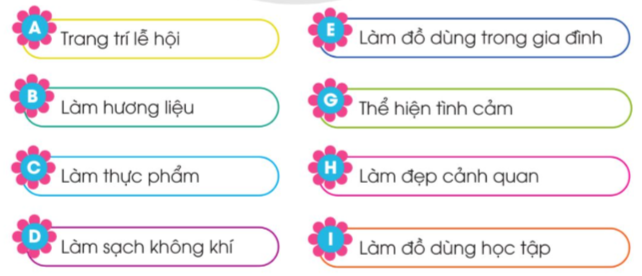 A Trang trí lễ hội
B Làm hương liệu
C Làm thực phẩm
D Làm sạch không khí
E Làm đồ dùng trong gia đình
G Thể hiện tình cảm
H Làm đẹp cảnh quan
I Làm đồ dùng học tập